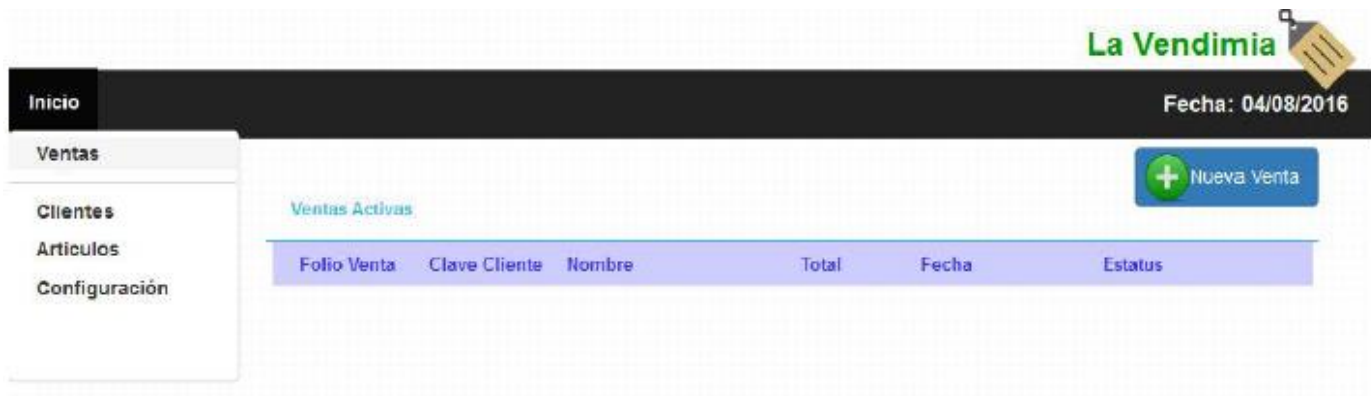 La Vendimia
Inicio
Fecha: 04/08/2016
Ventas
Nueva Venta
Clientes
Ventas Activas
Articulos
Folio Venta Clave Cliente Nombre Total Fecha Estatus
Configuración